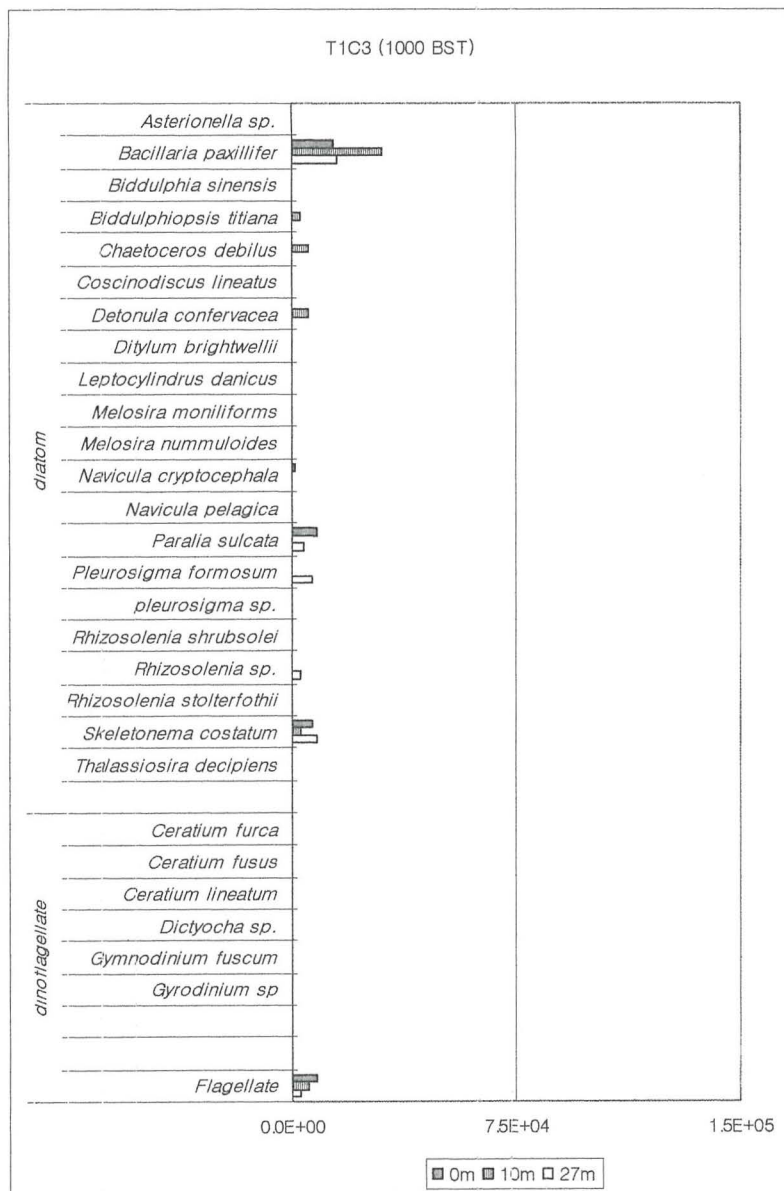 T1C3 (1000 BST)
Asterionella sp.
Bacillaria paxillifer
Biddulphia sinensis
Biddulphiopsis titiana
Chaetoceros debilus
Coscinodiscus lineatus
Detonula confervacea
Ditylum brightwellii
Leptocylindrus danicus
Melosira moniliforms
Melosira nummuloides
Navicula cryptocephala
Navicula pelagica
Paralia sulcata
Pleurosigma formosum
pleurosigma sp.
Rhizosolenia shrubsolei
Rhizosolenia sp.
Rhizosolenia stolterfothii
Skeletonema costatum
Thalassiosira decipiens
diatom
Ceratium furca
Ceratium fusus
Ceratium lineatum
Dictyocha sp.
Gymnodinium fuscum
Gyrodinium sp
Flagellate
dinoflagellate
0.0E+00 7.5E+04 1.5E+05
0m 10m 27m